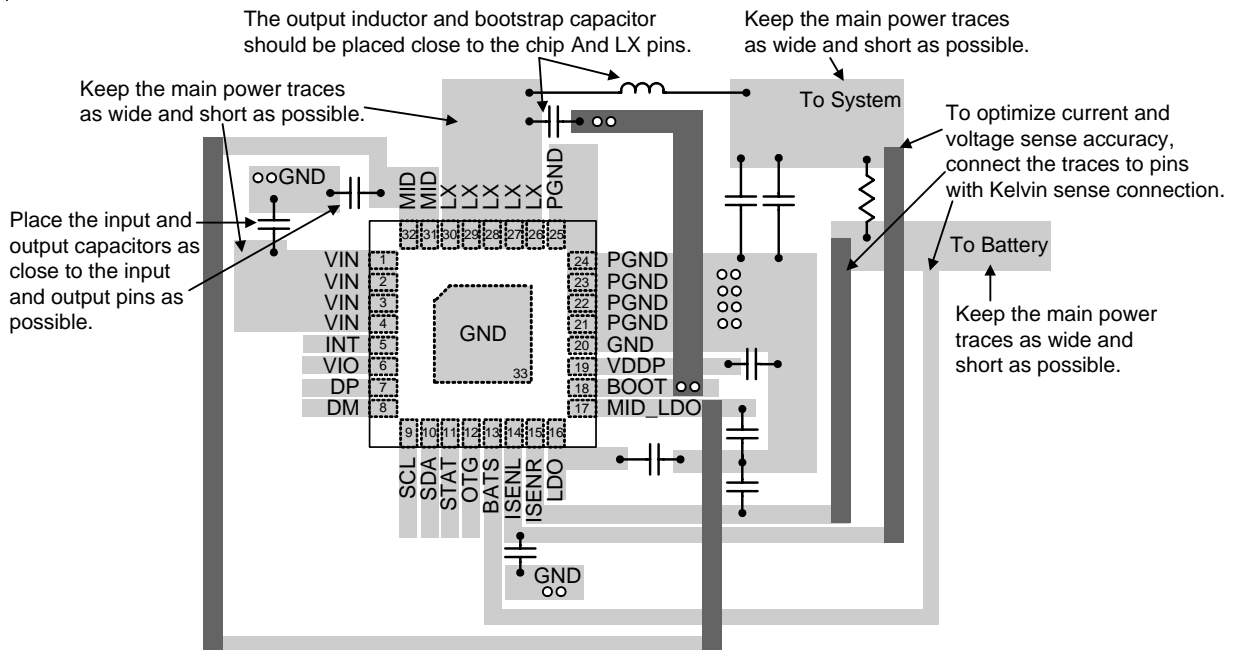 The output inductor and bootstrap capacitor
should be placed close to the chip And LX pins.
Keep the main power traces
as wide and short as possible.
Keep the main power traces
as wide and short as possible.
To System
To optimize current and
voltage sense accuracy,
connect the traces to pins
with Kelvin sense connection.
GND
Place the input and
output capacitors as
close to the input
and output pins as
possible.
To Battery
Keep the main power
traces as wide and
short as possible.
MID
MID
LX
LX
LX
LX
LX
PGND
32
31
30
29
28
27
26
25
VIN 1
VIN 2
VIN 3
VIN 4
INT 5
VIO 6
DP 7
DM 8
GND
33
24 PGND
23 PGND
22 PGND
21 PGND
20 GND
19 VDDP
18 BOOT
17 MID_LDO
9
10
11
12
13
14
15
16
SCL
SDA
STAT
OTG
BATS
ISENL
ISENR
LDO
GND